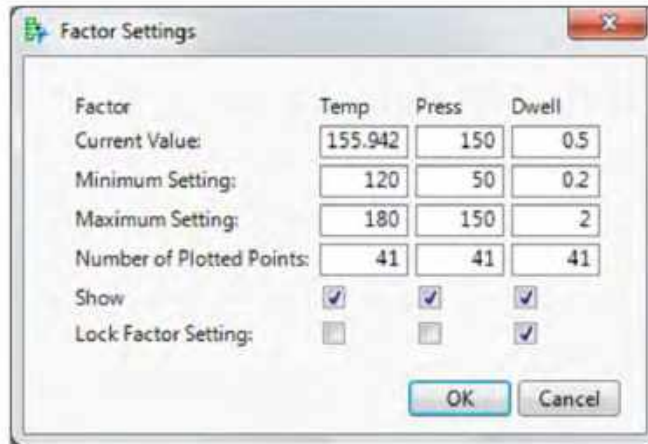 Factor Settings
Factor Temp Press Dwell
Current Value: 155.942 150 0.5
Minimum Setting: 120 50 0.2
Maximum Setting: 180 150 2
Number of Plotted Points: 41 41 41
Show
Lock Factor Setting:
OK Cancel